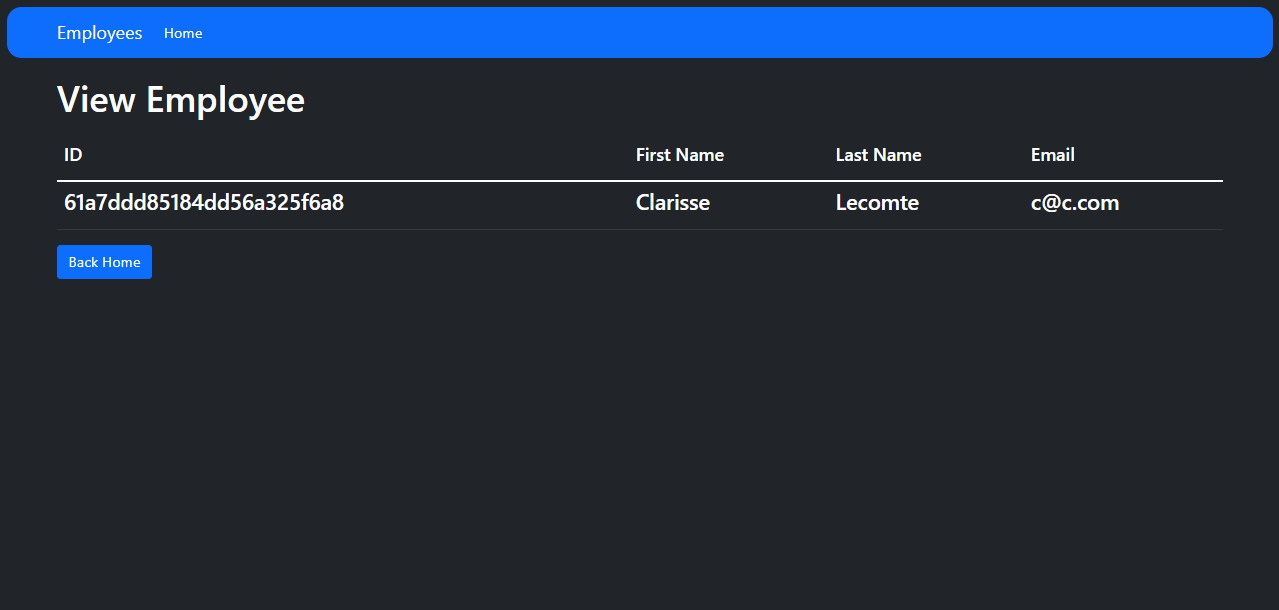 Employees Home
View Employee
ID First Name Last Name Email
61a7ddd85184dd56a325f6a8 Clarisse Lecomte c@c.com
Back Home